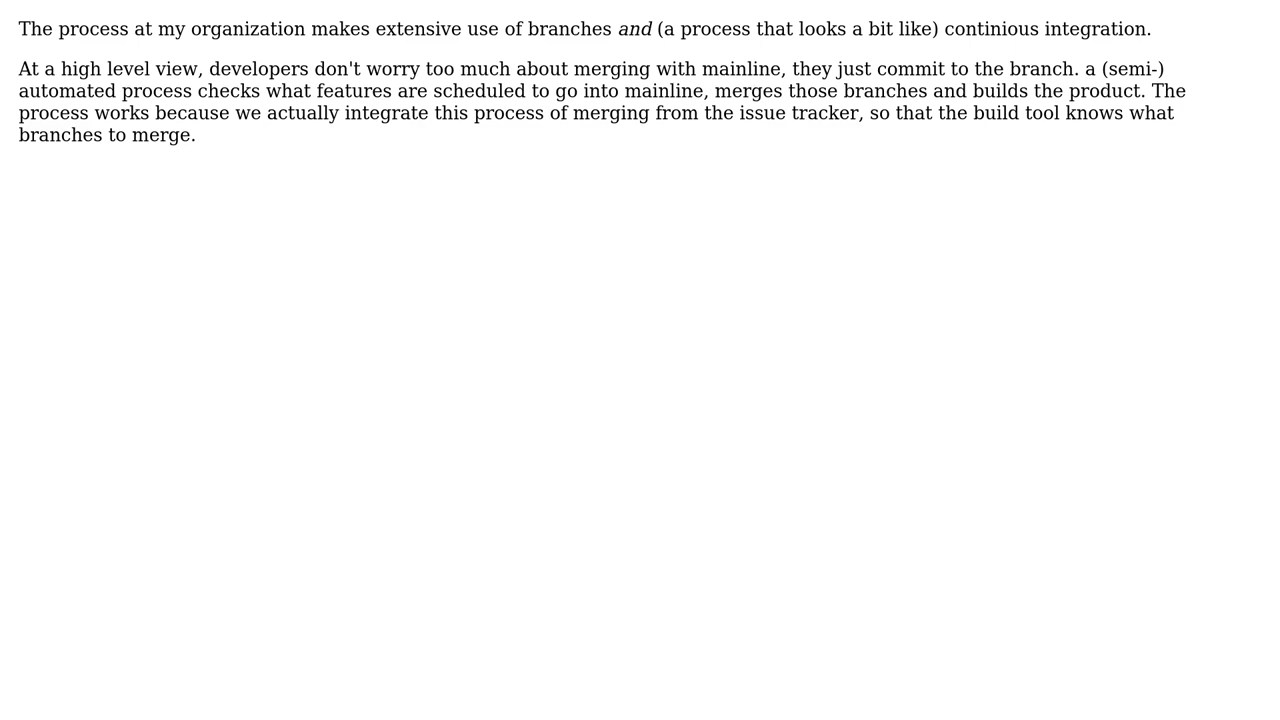 The process at my organization makes extensive use of branches and (a process that looks a bit like) continious integration.
At a high level view, developers don't worry too much about merging with mainline, they just commit to the branch. a (semi-)
automated process checks what features are scheduled to go into mainline, merges those branches and builds the product. The
process works because we actually integrate this process of merging from the issue tracker, so that the build tool knows what
branches to merge.